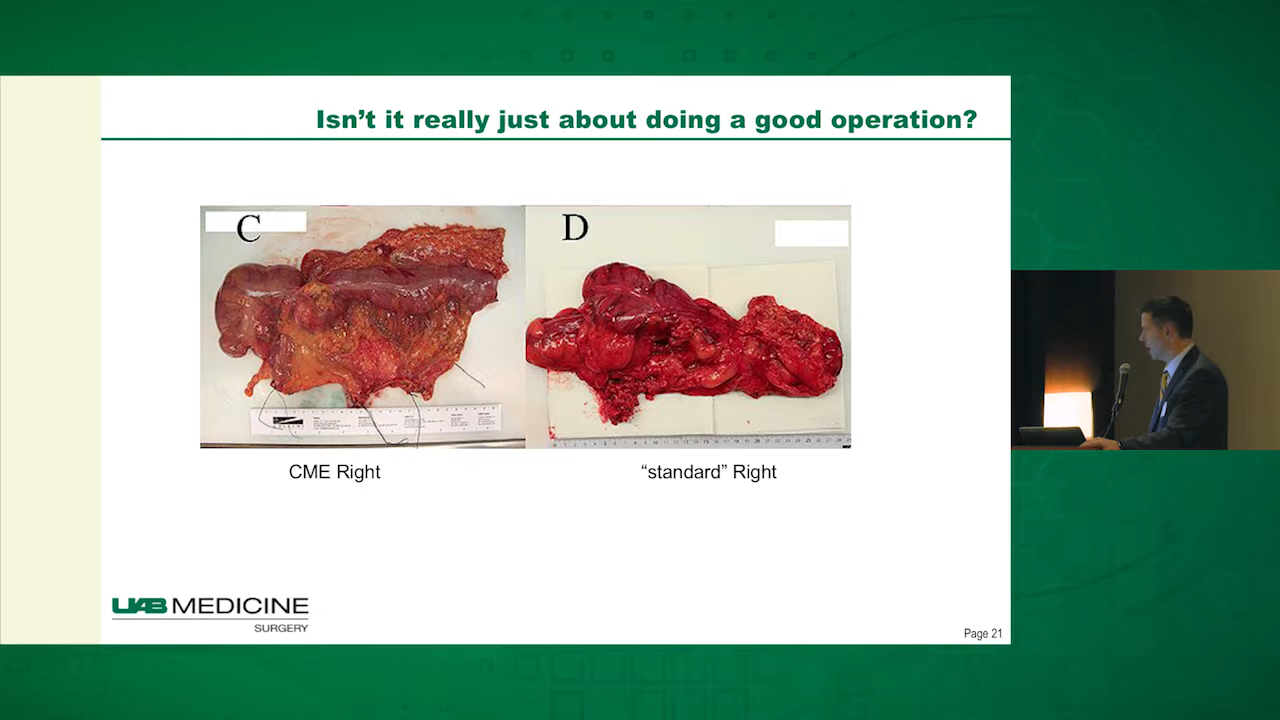 Isn't it really just about doing a good operation?
C
D
CME Right
“standard” Right
UAB MEDICINE
SURGERY
Page 21